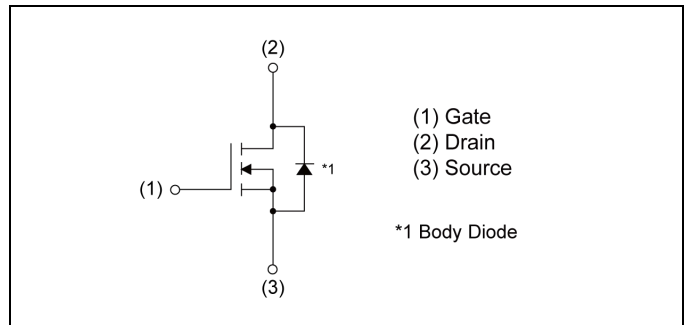 (2)
(1) Gate
(2) Drain
(3) Source
*1
(1)
*1 Body Diode
(3)